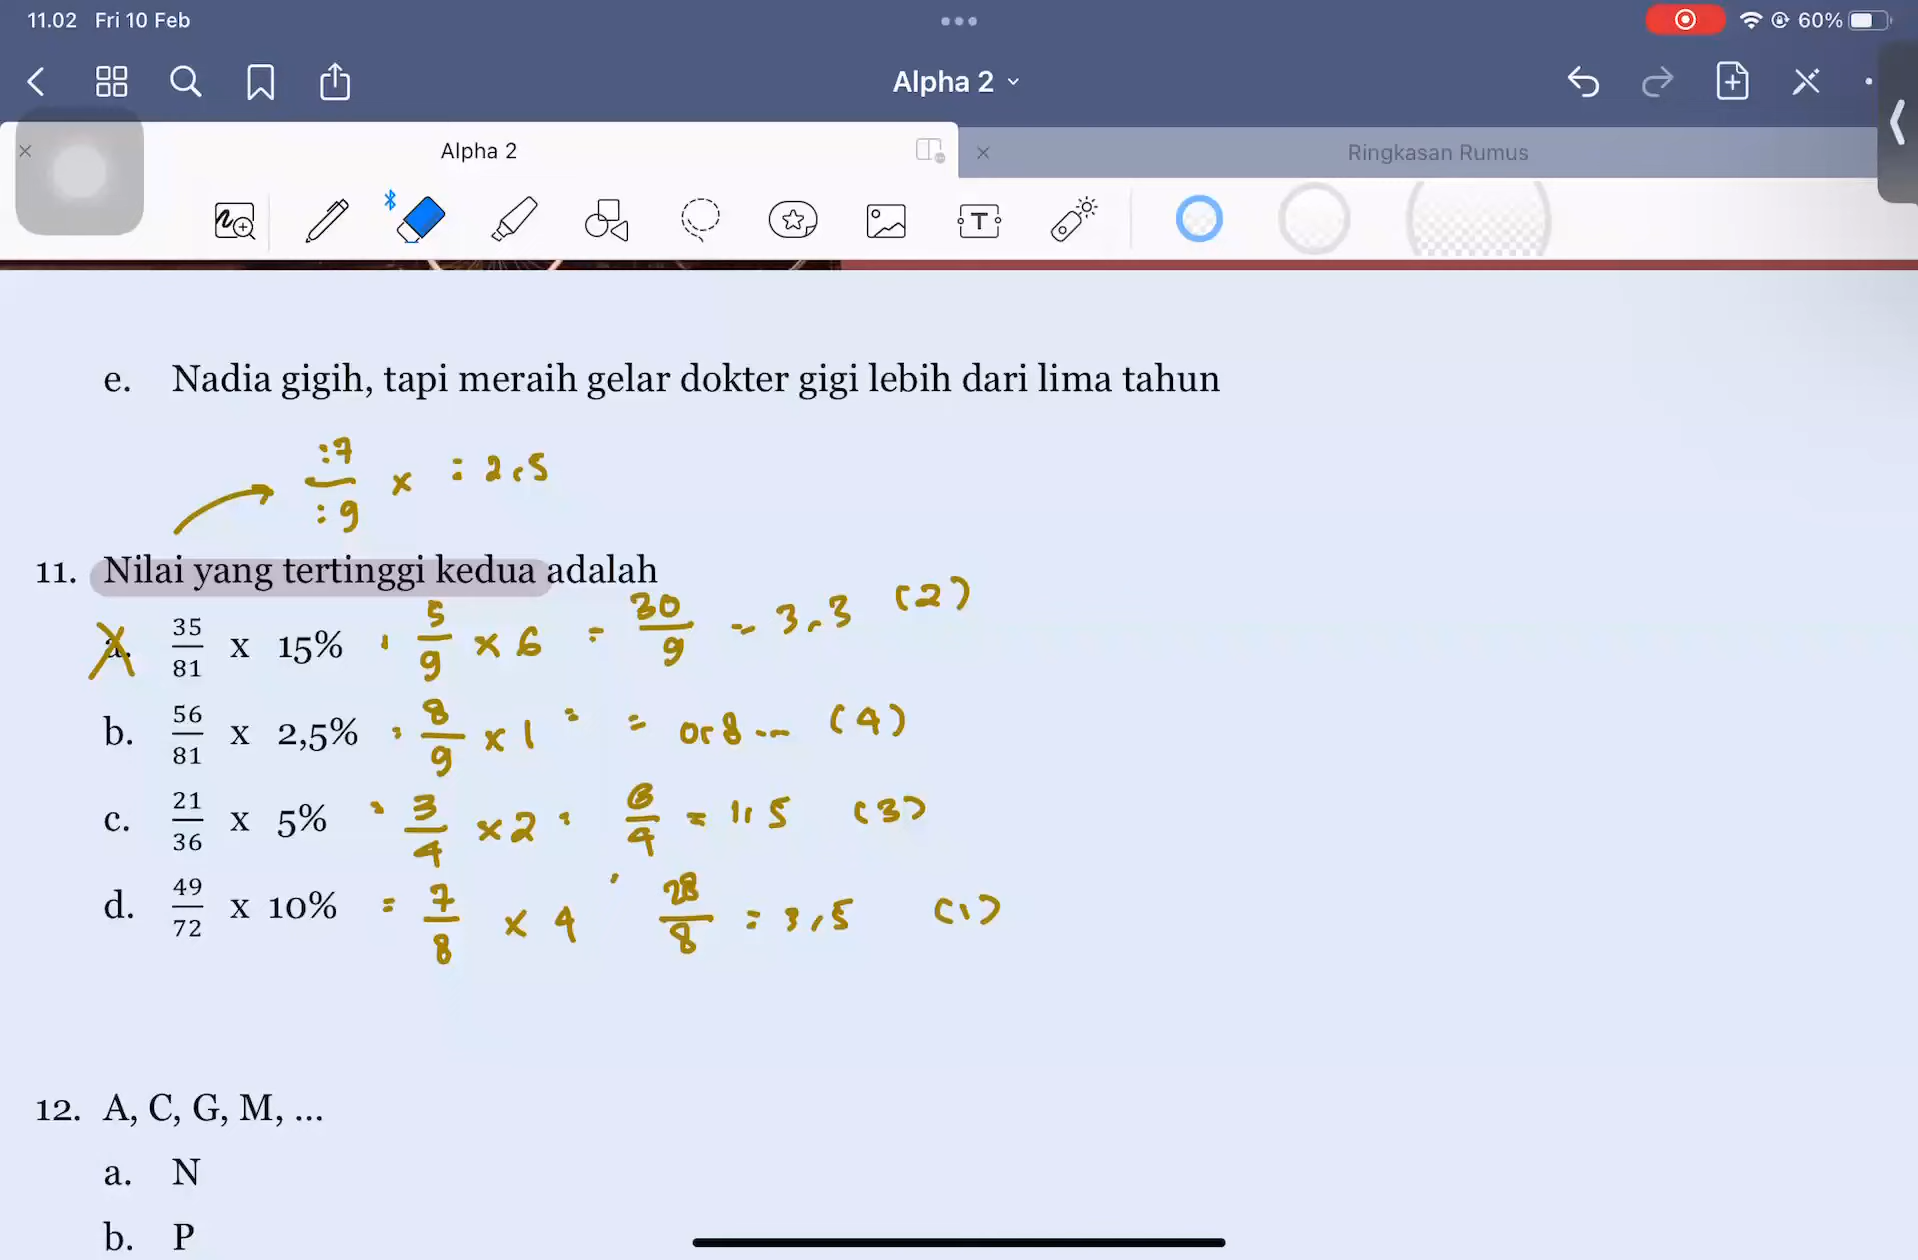 11.02 Fri 10 Feb
60%
Alpha 2
Alpha 2
Ringkasan Rumus
T
e. Nadia gigih, tapi meraih gelar dokter gigi lebih dari lima tahun
:7
:9
x : 2,5
11. Nilai yang tertinggi kedua adalah
a. 35/81 x 15% : 5/9 x 6 = 30/9 = 3,3 (2)
b. 56/81 x 2,5% : 8/9 x 1 = = 0,8 ... (4)
c. 21/36 x 5% = 3/4 x 2 = 6/4 = 1,5 (3)
d. 49/72 x 10% = 7/8 x 4 = 28/8 = 3,5 (1)
12. A, C, G, M, ...
a. N
b. P